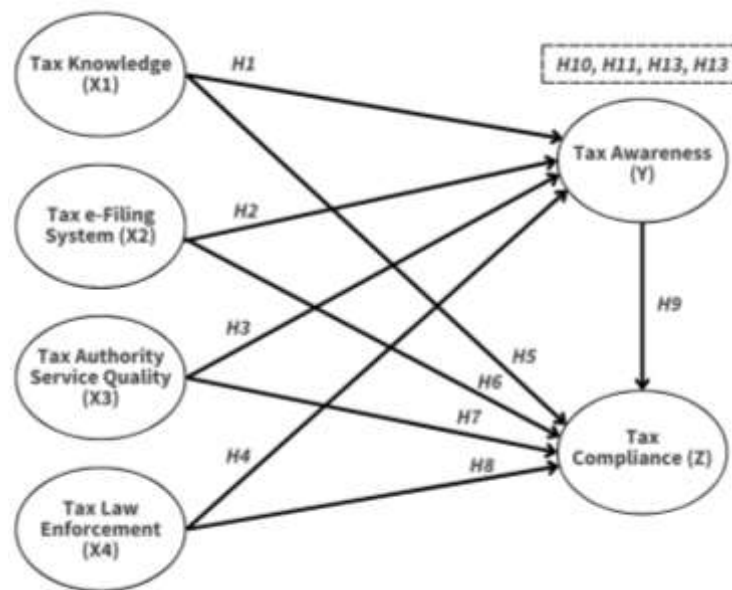 Tax Knowledge
(X1)
H1
H10, H11, H13, H13
Tax Awareness
(Y)
Tax e-Filing
System (X2)
H2
H3
H9
Tax Authority
Service Quality
(X3)
H5
H6
H7
H4
H8
Tax
Compliance (Z)
Tax Law
Enforcement
(X4)